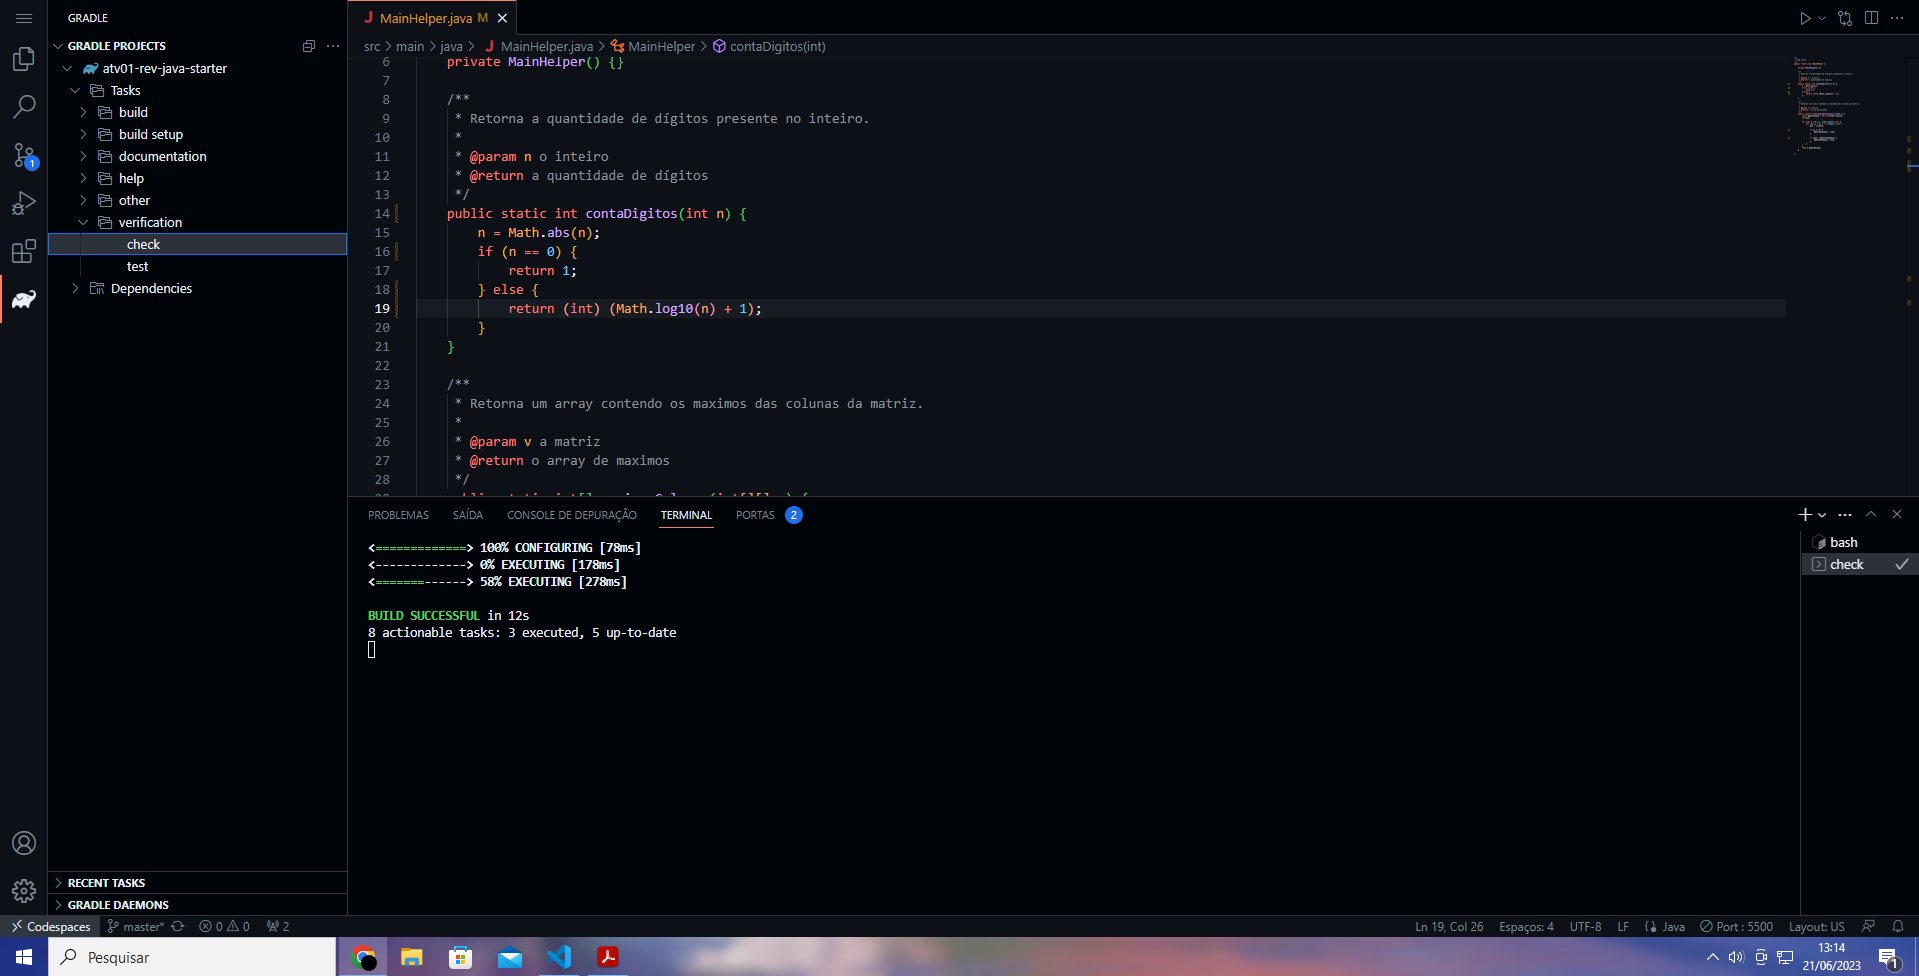 GRADLE
GRADLE PROJECTS
atv01-rev-java-starter
Tasks
build
build setup
documentation
help
other
verification
check
test
Dependencies
RECENT TASKS
GRADLE DAEMONS
1
MainHelper.java M
src > main > java > MainHelper.java > MainHelper > contaDigitos(int)
6 private MainHelper() {}
7
8 /**
9 * Retorna a quantidade de dígitos presente no inteiro.
10 *
11 * @param n o inteiro
12 * @return a quantidade de dígitos
13 */
14 public static int contaDigitos(int n) {
15 n = Math.abs(n);
16 if (n == 0) {
17 return 1;
18 } else {
19 return (int) (Math.log10(n) + 1);
20 }
21 }
22
23 /**
24 * Retorna um array contendo os maximos das colunas da matriz.
25 *
26 * @param v a matriz
27 * @return o array de maximos
28 */
PROBLEMAS SAÍDA CONSOLE DE DEPURAÇÃO TERMINAL PORTAS 2
<=============> 100% CONFIGURING [78ms]
<-------------> 0% EXECUTING [178ms]
<=======------> 58% EXECUTING [278ms]
BUILD SUCCESSFUL in 12s
8 actionable tasks: 3 executed, 5 up-to-date
bash
check
Codespaces master* 0 0 2
Ln 19, Col 26 Espaços: 4 UTF-8 LF Java Port : 5500 Layout: US
Pesquisar
13:14
21/06/2023
1